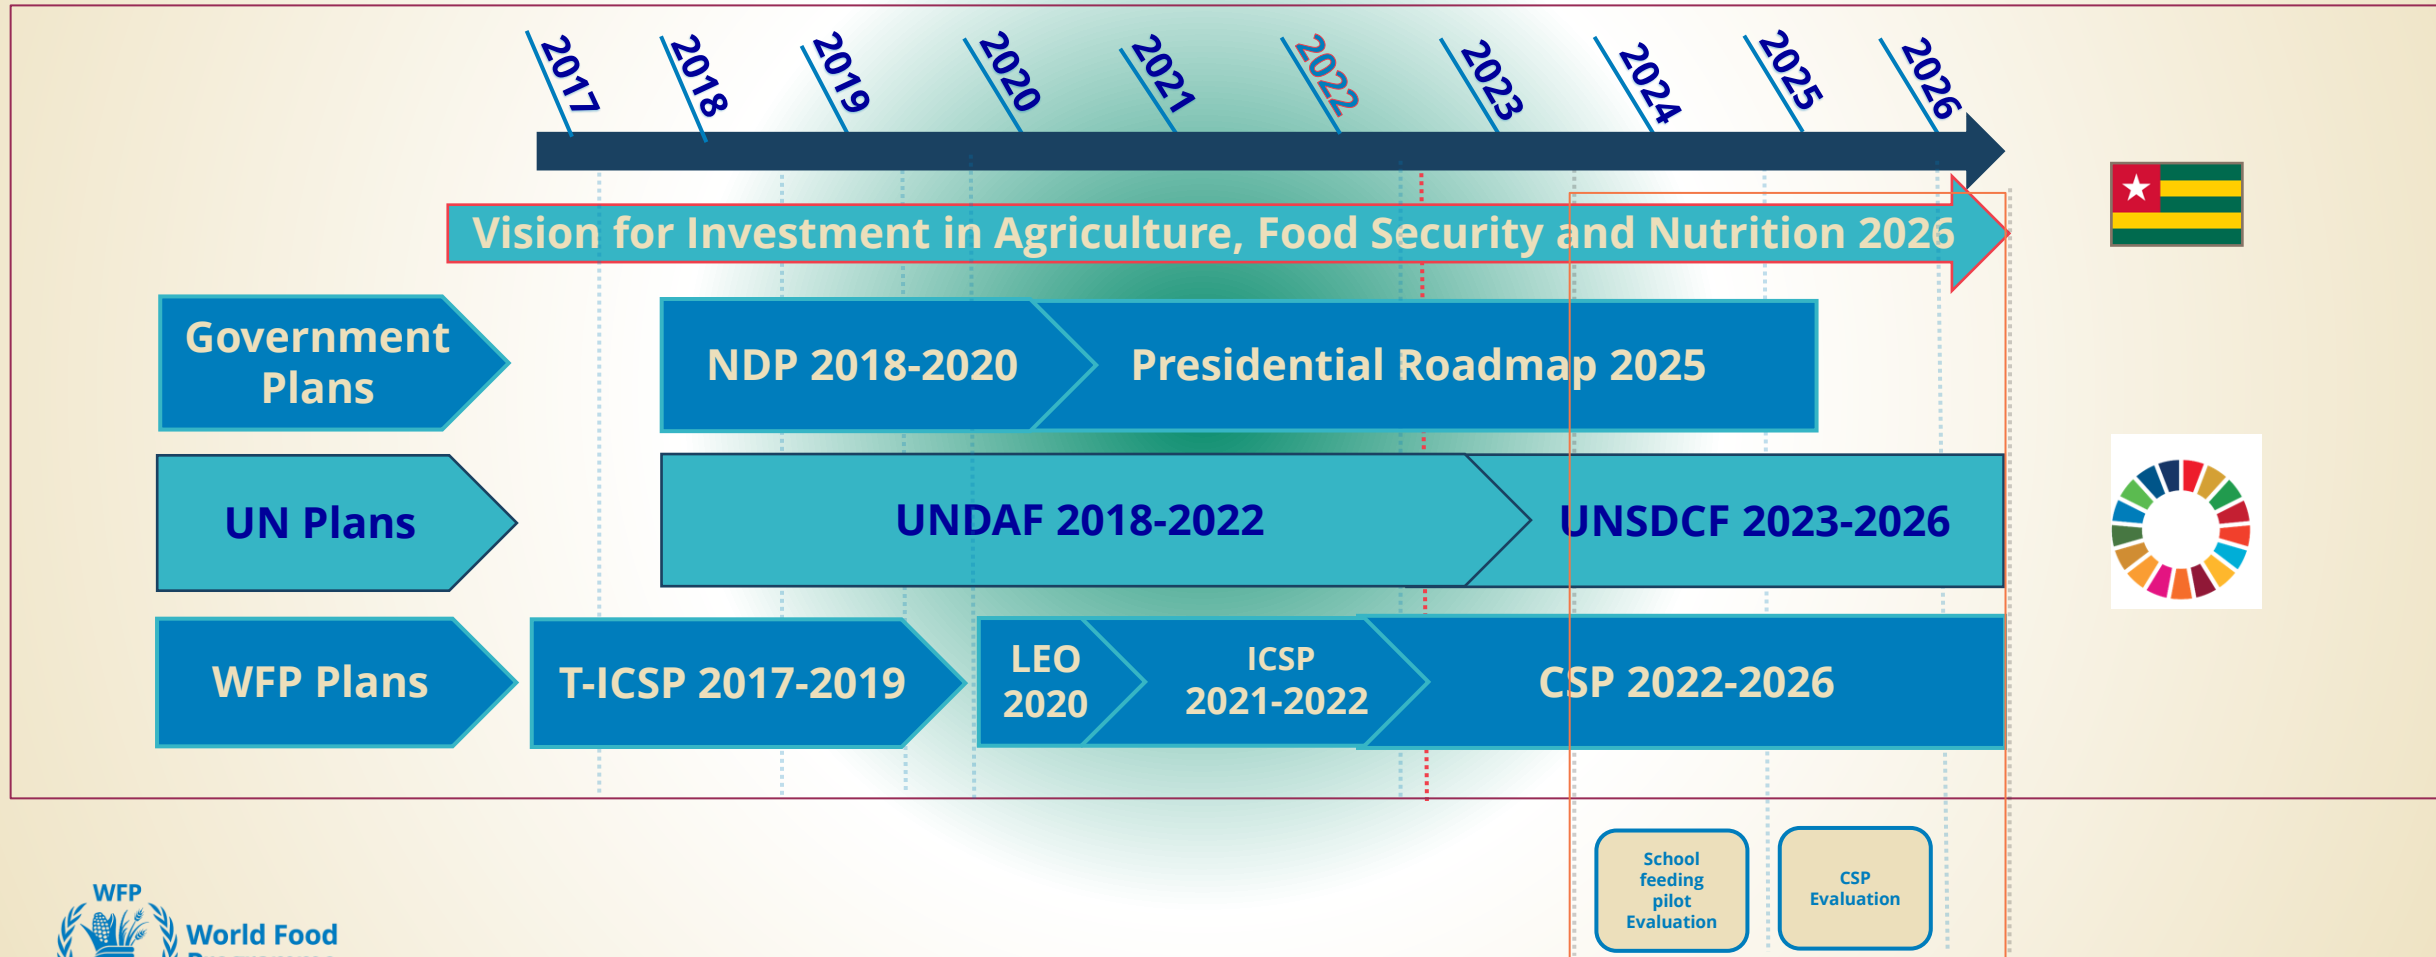 2017
2018
2019
2020
2021
2022
2023
2024
2025
2026
Vision for Investment in Agriculture, Food Security and Nutrition 2026
Government
Plans
NDP 2018-2020
Presidential Roadmap 2025
UN Plans
UNDAF 2018-2022
UNSDCF 2023-2026
WFP Plans
T-ICSP 2017-2019
LEO
2020
ICSP
2021-2022
CSP 2022-2026
School
feeding
pilot
Evaluation
CSP
Evaluation
WFP
World Food